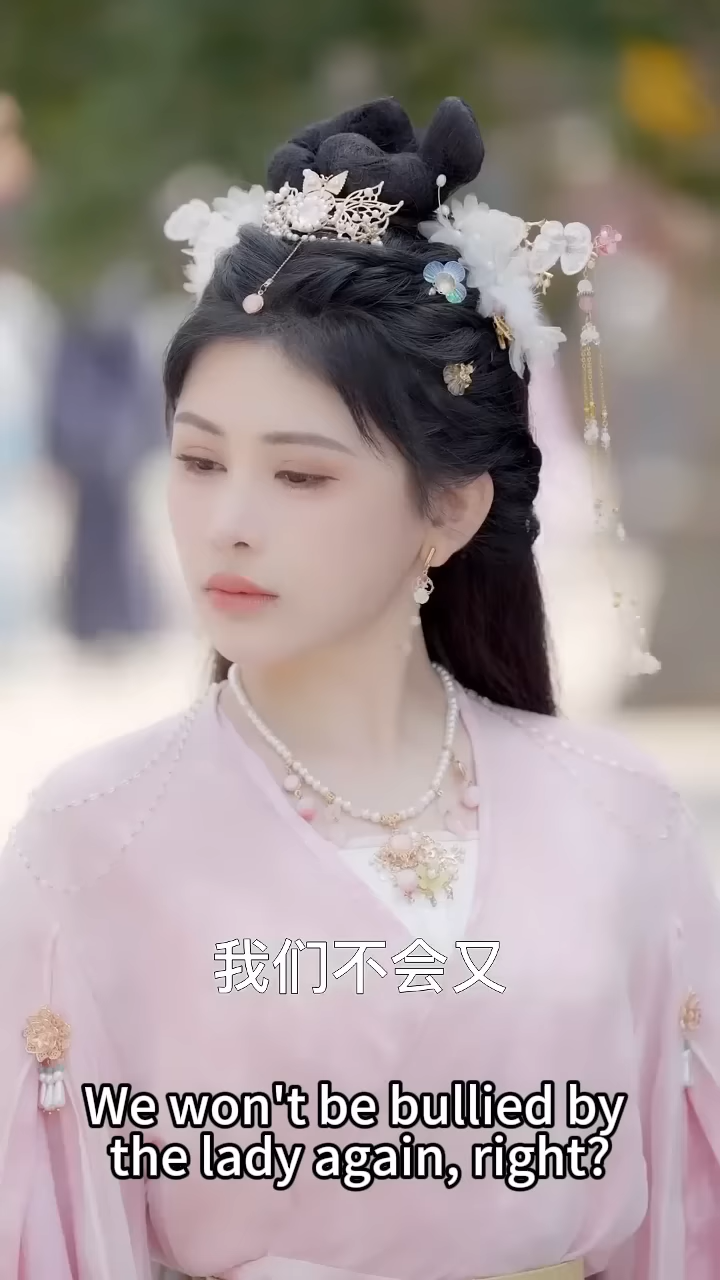 我们不会又
We won't be bullied by
the lady again, right?